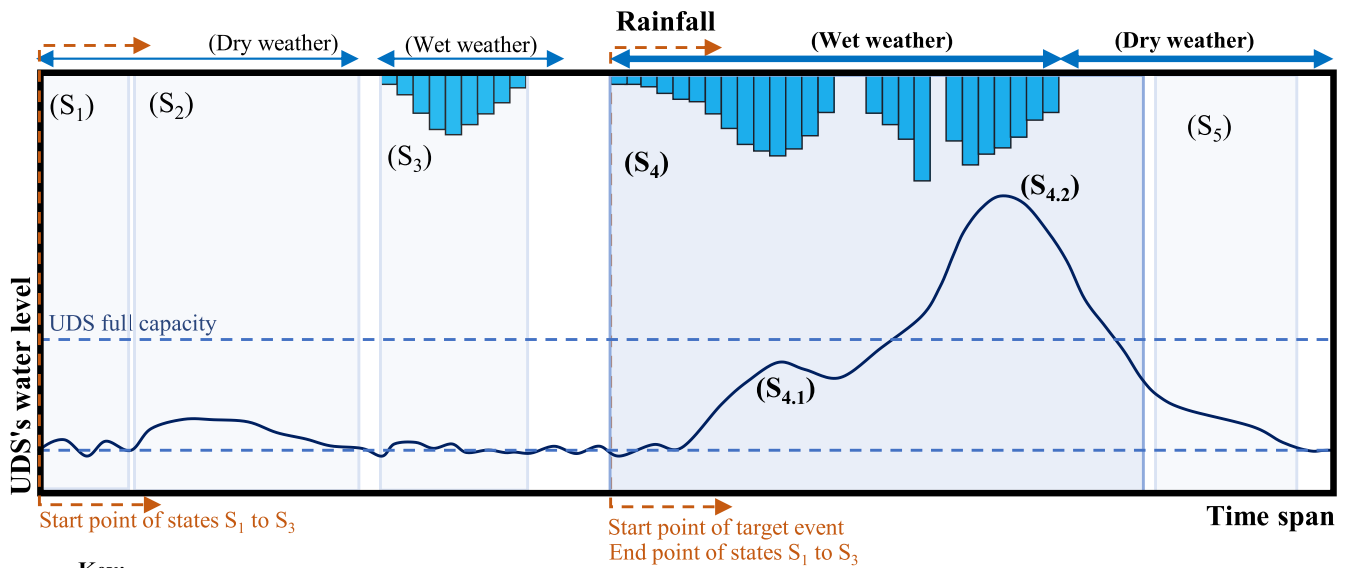 Rainfall
(Dry weather)
(Wet weather)
(Wet weather)
(Dry weather)
(S1)
(S2)
(S3)
(S4)
(S5)
(S4.2)
UDS full capacity
(S4.1)
UDS's water level
Start point of states S1 to S3
Start point of target event
End point of states S1 to S3
Time span